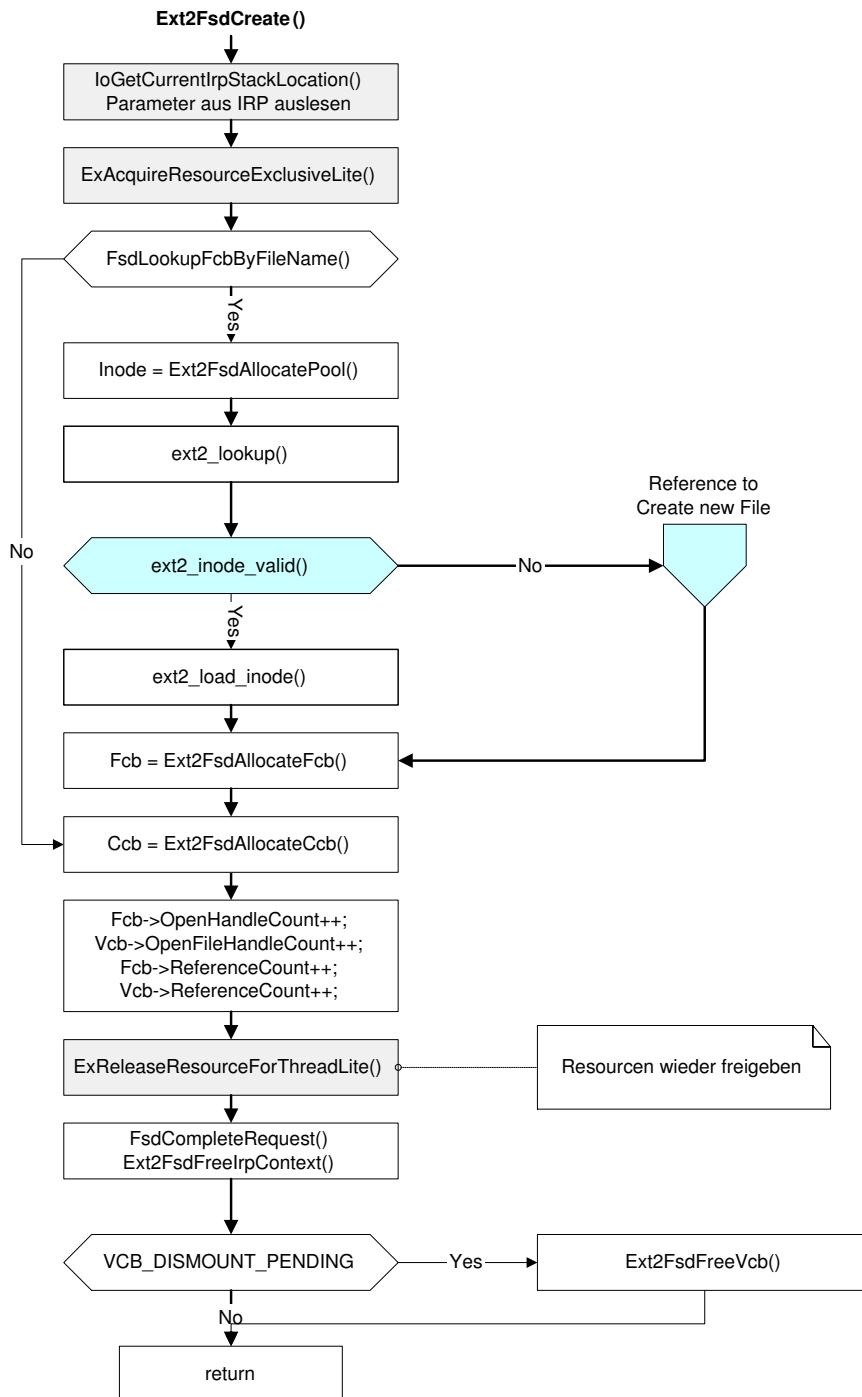 Ext2FsdCreate()
IoGetCurrentIrpStackLocation()
Parameter aus IRP auslesen
ExAcquireResourceExclusiveLite()
FsdLookupFcbByFileName()
Yes
Inode = Ext2FsdAllocatePool()
ext2_lookup()
Reference to
Create new File
No
ext2_inode_valid()
No
Yes
ext2_load_inode()
Fcb = Ext2FsdAllocateFcb()
Ccb = Ext2FsdAllocateCcb()
Fcb->OpenHandleCount++;
Vcb->OpenFileHandleCount++;
Fcb->ReferenceCount++;
Vcb->ReferenceCount++;
ExReleaseResourceForThreadLite()
Resourcen wieder freigeben
FsdCompleteRequest()
Ext2FsdFreeIrpContext()
VCB_DISMOUNT_PENDING
Yes
Ext2FsdFreeVcb()
No
return